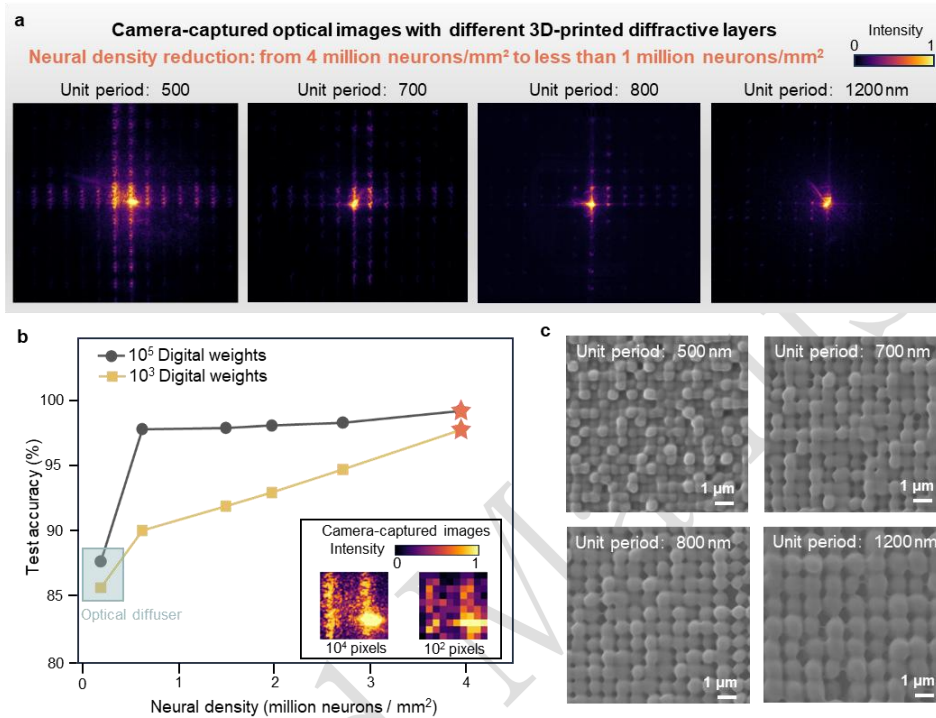 a
Camera-captured optical images with different 3D-printed diffractive layers
Neural density reduction: from 4 million neurons/mm² to less than 1 million neurons/mm²
Intensity
0 1
Unit period: 500
Unit period: 700
Unit period: 800
Unit period: 1200 nm
b
10⁵ Digital weights
10³ Digital weights
Test accuracy (%)
100
95
90
85
80
Optical diffuser
Camera-captured images
Intensity 0 1
10⁴ pixels
10² pixels
0 1 2 3 4
Neural density (million neurons / mm²)
c
Unit period: 500 nm
1 µm
Unit period: 700 nm
1 µm
Unit period: 800 nm
1 µm
Unit period: 1200 nm
1 µm